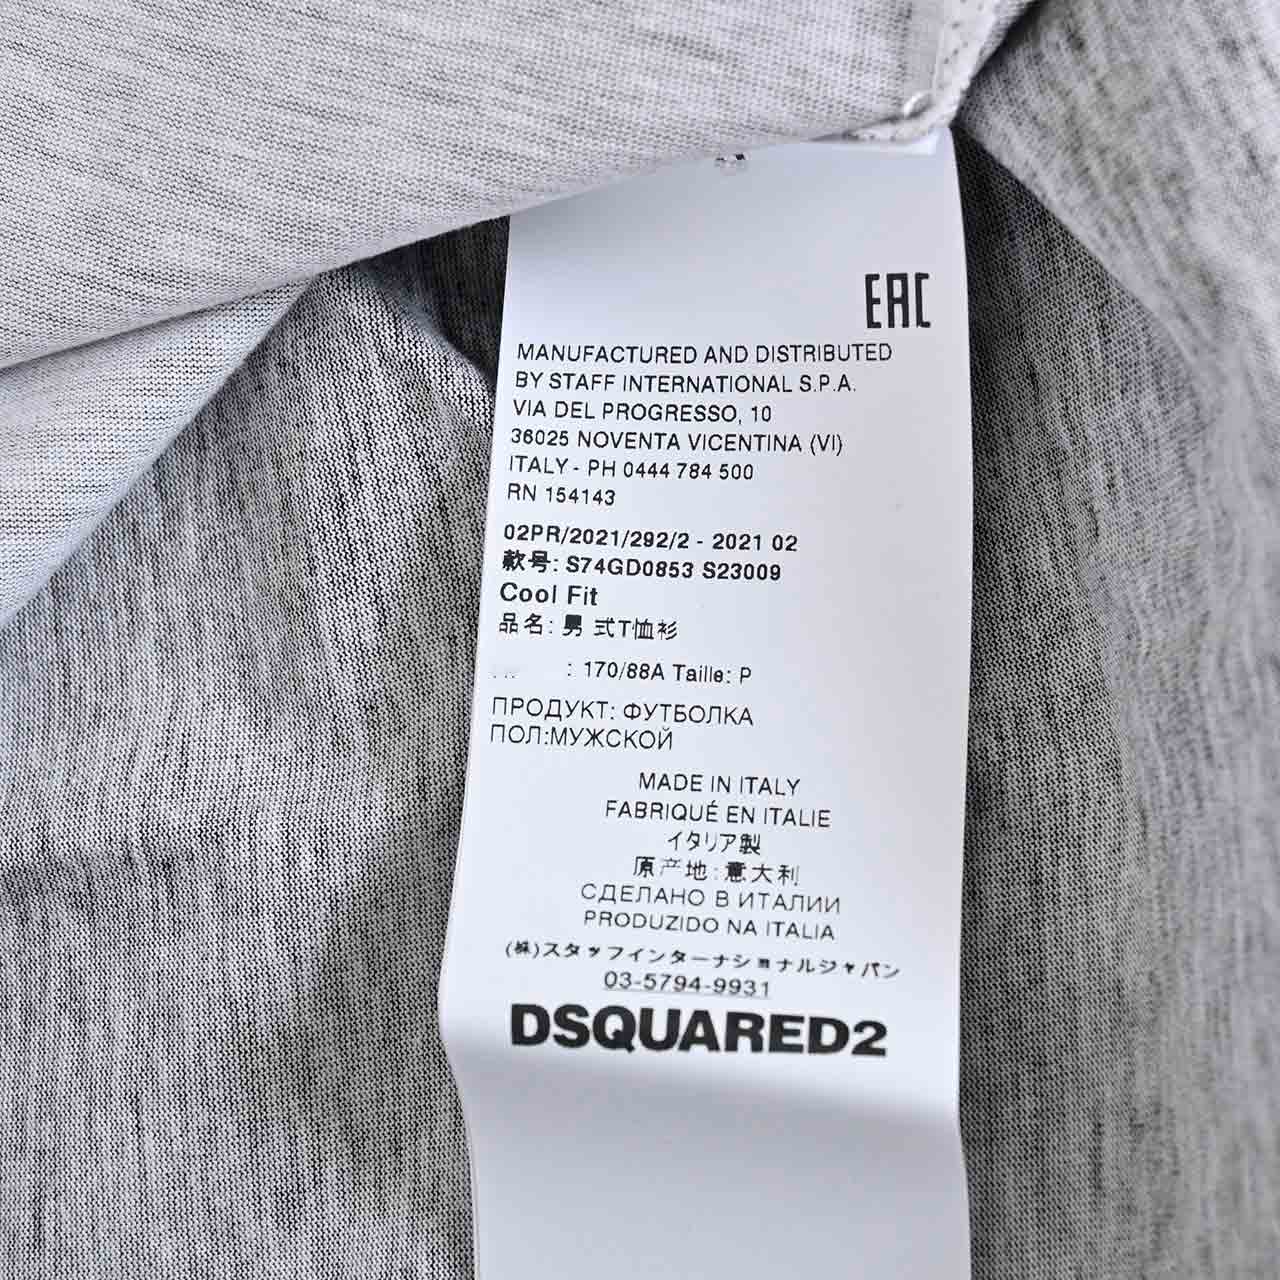 EAC
MANUFACTURED AND DISTRIBUTED
BY STAFF INTERNATIONAL S.P.A.
VIA DEL PROGRESSO, 10
36025 NOVENTA VICENTINA (VI)
ITALY - PH 0444 784 500
RN 154143
02PR/2021/292/2 - 2021 02
款号: S74GD0853 S23009
Cool Fit
品名: 男 式T恤衫
... : 170/88A Taille: P
ПРОДУКТ: ФУТБОЛКА
ПОЛ:МУЖСКОЙ
MADE IN ITALY
FABRIQUÉ EN ITALIE
イタリア製
原产地:意大利
СДЕЛАНО В ИТАЛИИ
PRODUZIDO NA ITALIA
(株)スタッフインターナショナルジャパン
03-5794-9931
DSQUARED2